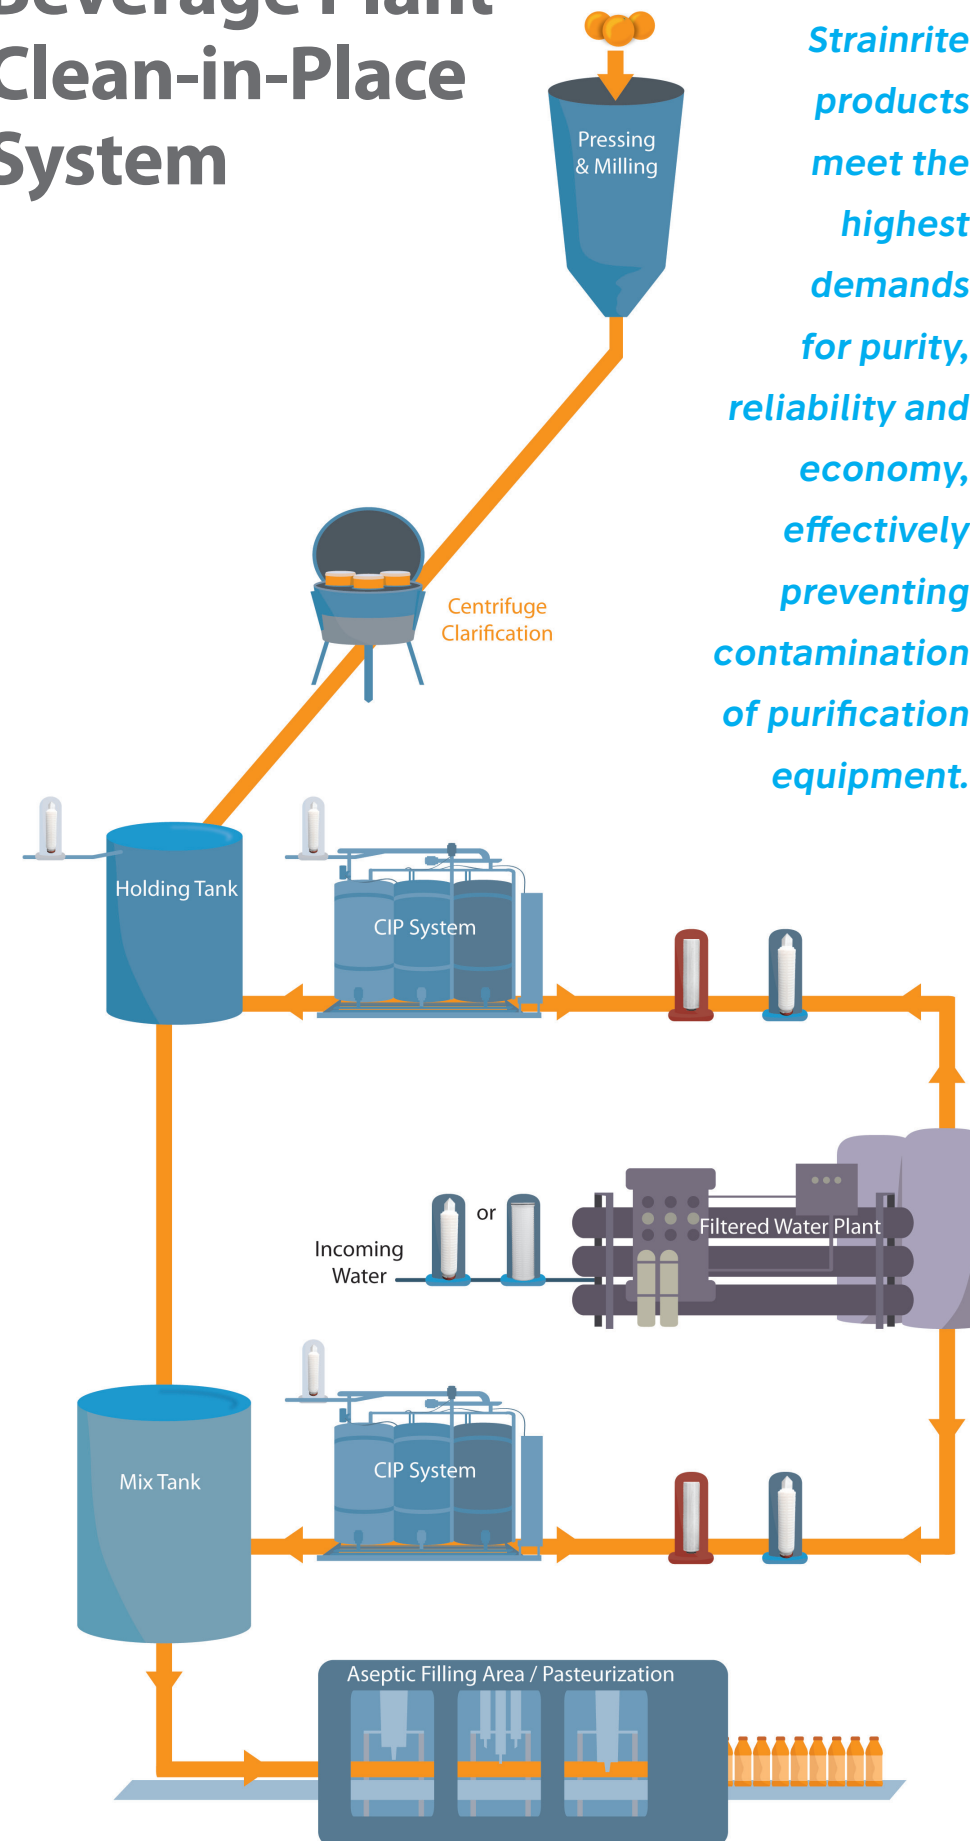 Beverage Plant
Clean-in-Place
System
Strainrite
products
meet the
highest
demands
for purity,
reliability and
economy,
effectively
preventing
contamination
of purification
equipment.
Pressing
& Milling
Centrifuge
Clarification
Holding Tank
CIP System
or
Incoming
Water
Filtered Water Plant
Mix Tank
CIP System
Aseptic Filling Area / Pasteurization